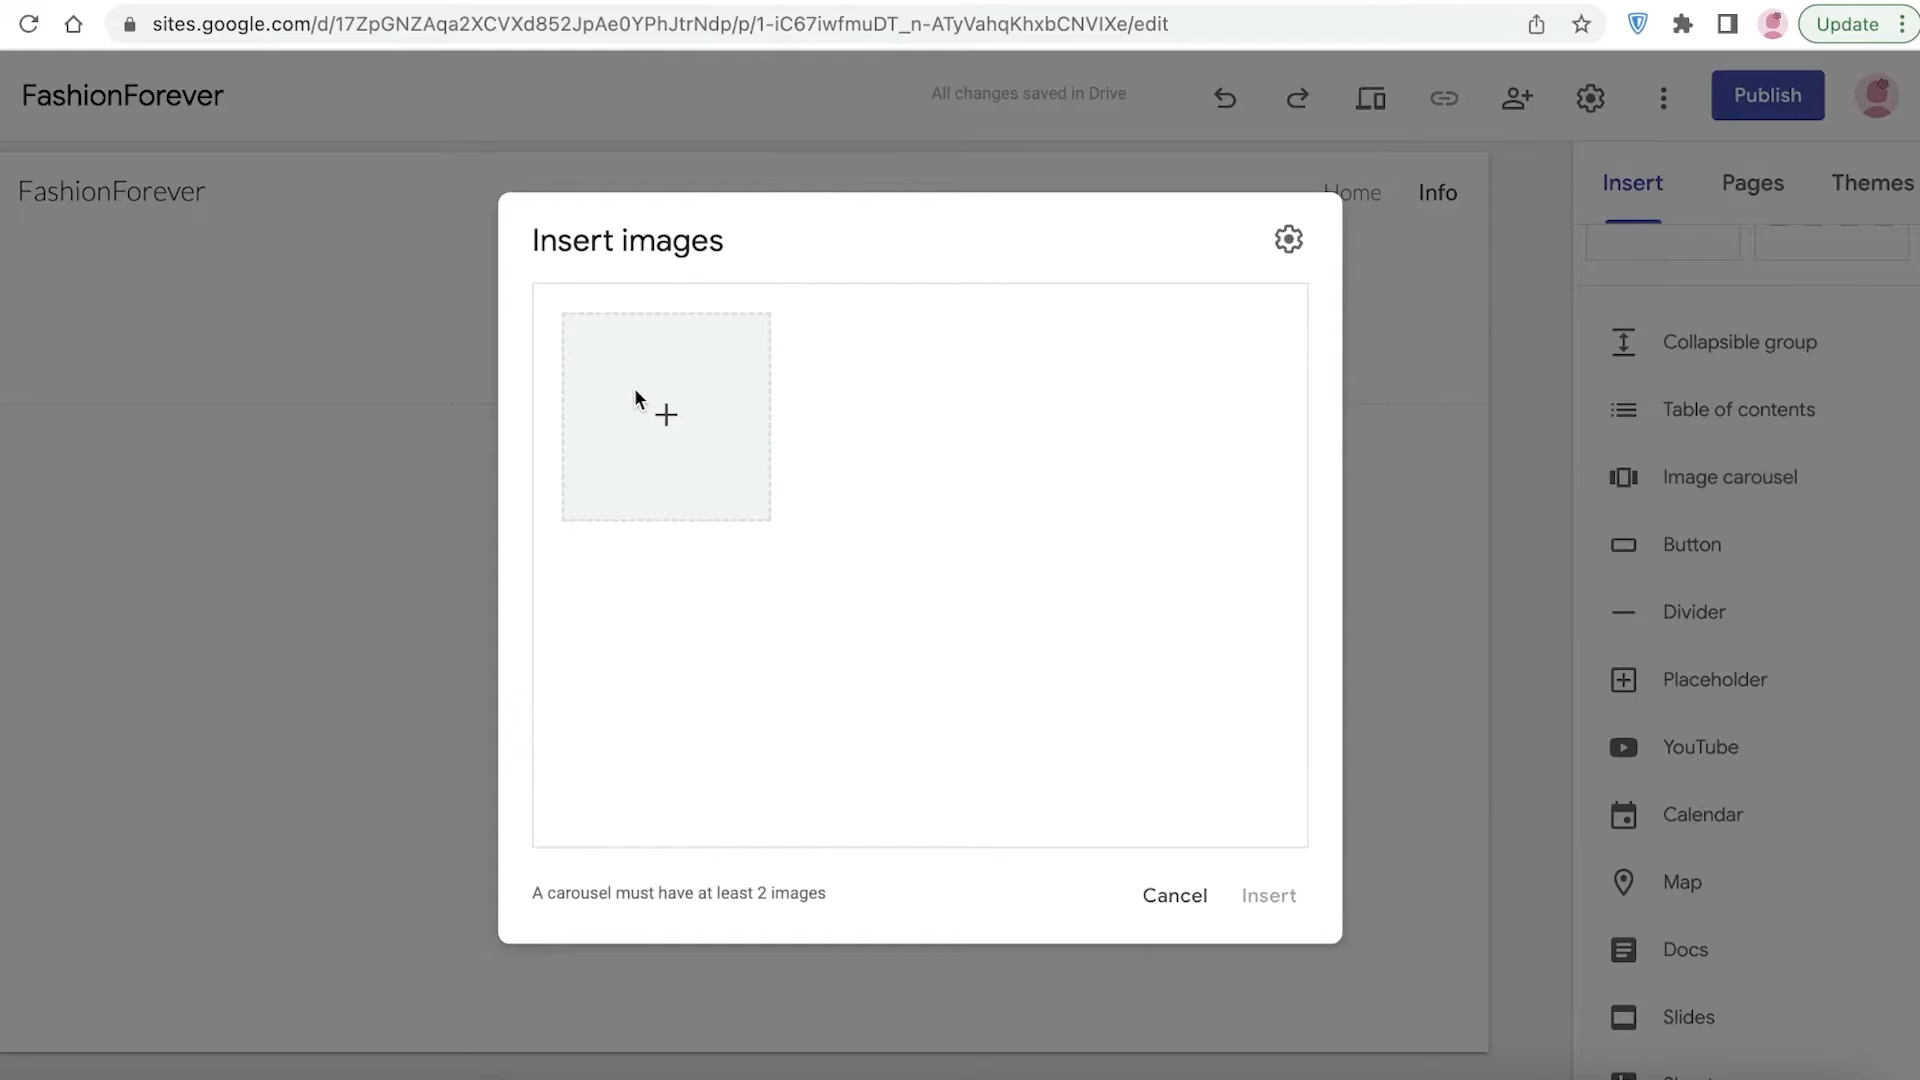 sites.google.com/d/17ZpGNZAqa2XCVXd852JpAe0YPhJtrNdp/p/1-iC67iwfmuDT_n-ATyVahqKhxbCNVIXe/edit
Update
FashionForever
All changes saved in Drive
Publish
FashionForever
Home
Info
Insert
Pages
Themes
Insert images
Collapsible group
Table of contents
Image carousel
Button
Divider
Placeholder
YouTube
Calendar
Map
Docs
Slides
A carousel must have at least 2 images
Cancel
Insert